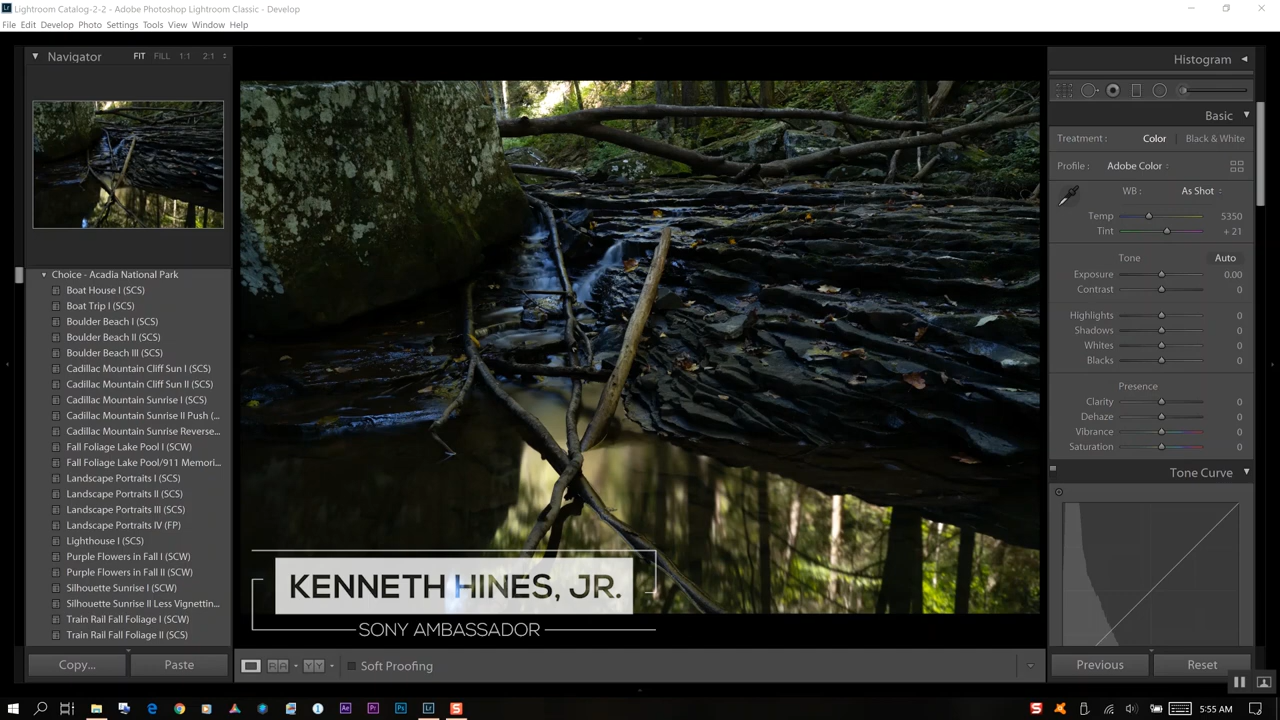 Lightroom Catalog-2-2 - Adobe Photoshop Lightroom Classic - Develop
File Edit Develop Photo Settings Tools View Window Help
Navigator FIT FILL 1:1 2:1
Histogram
Basic
Treatment : Color Black & White
Profile : Adobe Color
WB : As Shot
Temp 5350
Tint + 21
Tone Auto
Exposure 0.00
Contrast 0
Highlights 0
Shadows 0
Whites 0
Blacks 0
Presence
Clarity 0
Dehaze 0
Vibrance 0
Saturation 0
Tone Curve
Choice - Acadia National Park
Boat House I (SCS)
Boat Trip I (SCS)
Boulder Beach I (SCS)
Boulder Beach II (SCS)
Boulder Beach III (SCS)
Cadillac Mountain Cliff Sun I (SCS)
Cadillac Mountain Cliff Sun II (SCS)
Cadillac Mountain Sunrise I (SCS)
Cadillac Mountain Sunrise II Push (...
Cadillac Mountain Sunrise Reverse...
Fall Foliage Lake Pool I (SCW)
Fall Foliage Lake Pool/911 Memori...
Landscape Portraits I (SCS)
Landscape Portraits II (SCS)
Landscape Portraits III (SCS)
Landscape Portraits IV (FP)
Lighthouse I (SCS)
Purple Flowers in Fall I (SCW)
Purple Flowers in Fall II (SCW)
Silhouette Sunrise I (SCW)
Silhouette Sunrise II Less Vignettin...
Train Rail Fall Foliage I (SCW)
Train Rail Fall Foliage II (SCS)
KENNETH HINES, JR.
SONY AMBASSADOR
Copy... Paste
Soft Proofing
Previous Reset
5:55 AM